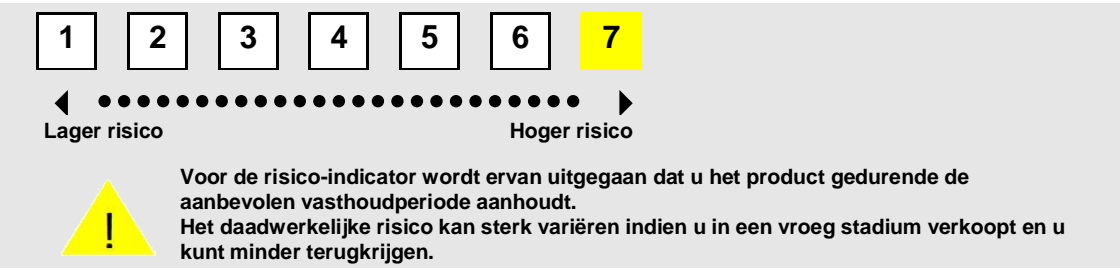 1 2 3 4 5 6 7
Lager risico Hoger risico
Voor de risico-indicator wordt ervan uitgegaan dat u het product gedurende de
aanbevolen vasthoudperiode aanhoudt.
! Het daadwerkelijke risico kan sterk variëren indien u in een vroeg stadium verkoopt en u
kunt minder terugkrijgen.